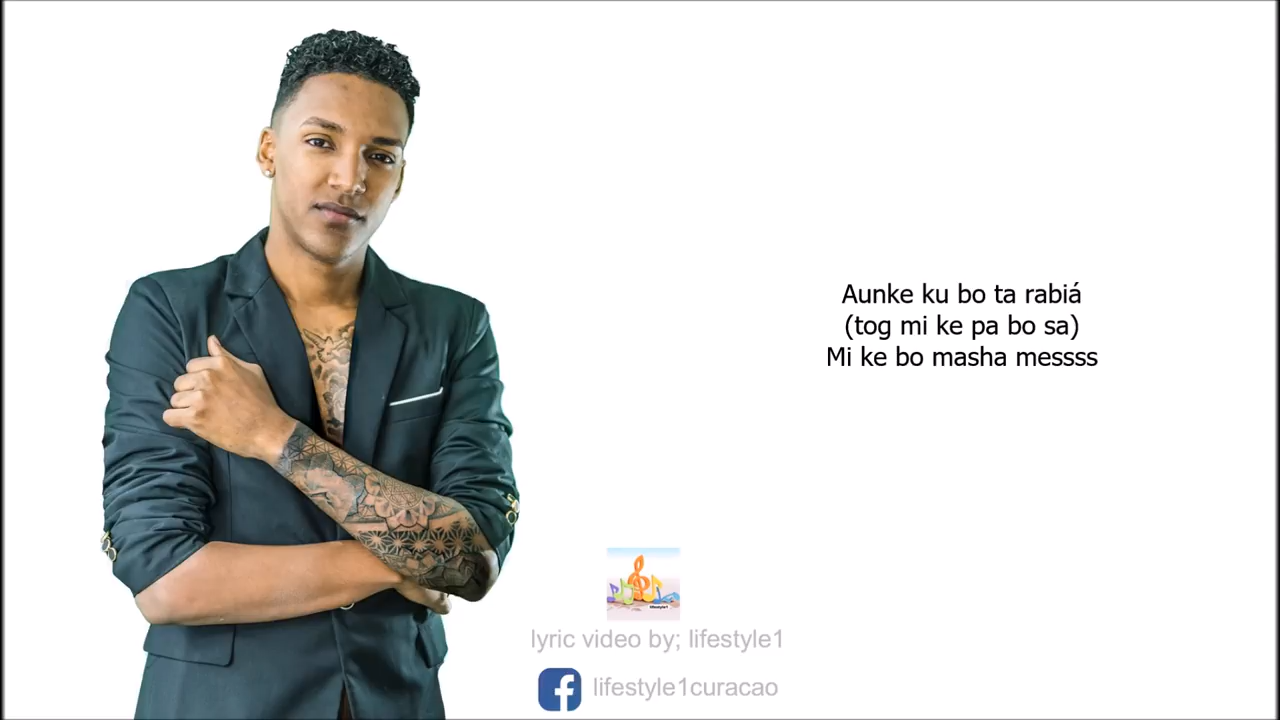 Aunke ku bo ta rabiá
(tog mi ke pa bo sa)
Mi ke bo masha messss
lifestyle1
lyric video by; lifestyle1
lifestyle1curacao